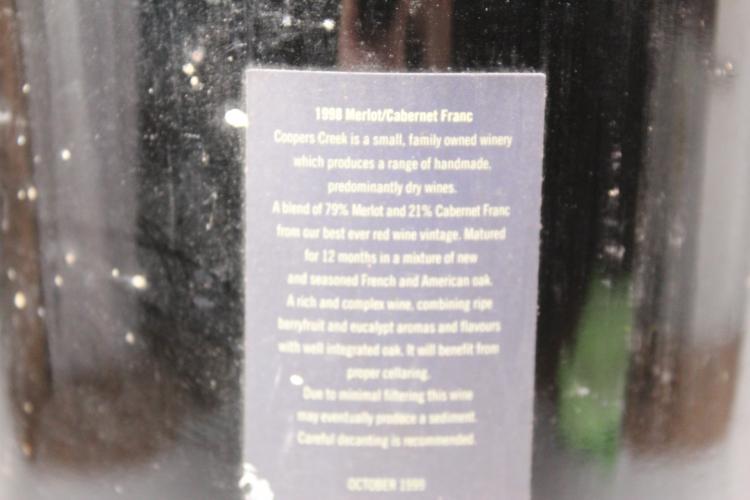 1998 Merlot/Cabernet Franc
Coopers Creek is a small, family owned winery
which produces a range of handmade,
predominantly dry wines.
A blend of 79% Merlot and 21% Cabernet Franc
from our best ever red wine vintage. Matured
for 12 months in a mixture of new
and seasoned French and American oak.
A rich and complex wine, combining ripe
berryfruit and eucalypt aromas and flavours
with well integrated oak. It will benefit from
proper cellaring.
Due to minimal filtering this wine
may eventually produce a sediment.
Careful decanting is recommended.
OCTOBER 1999